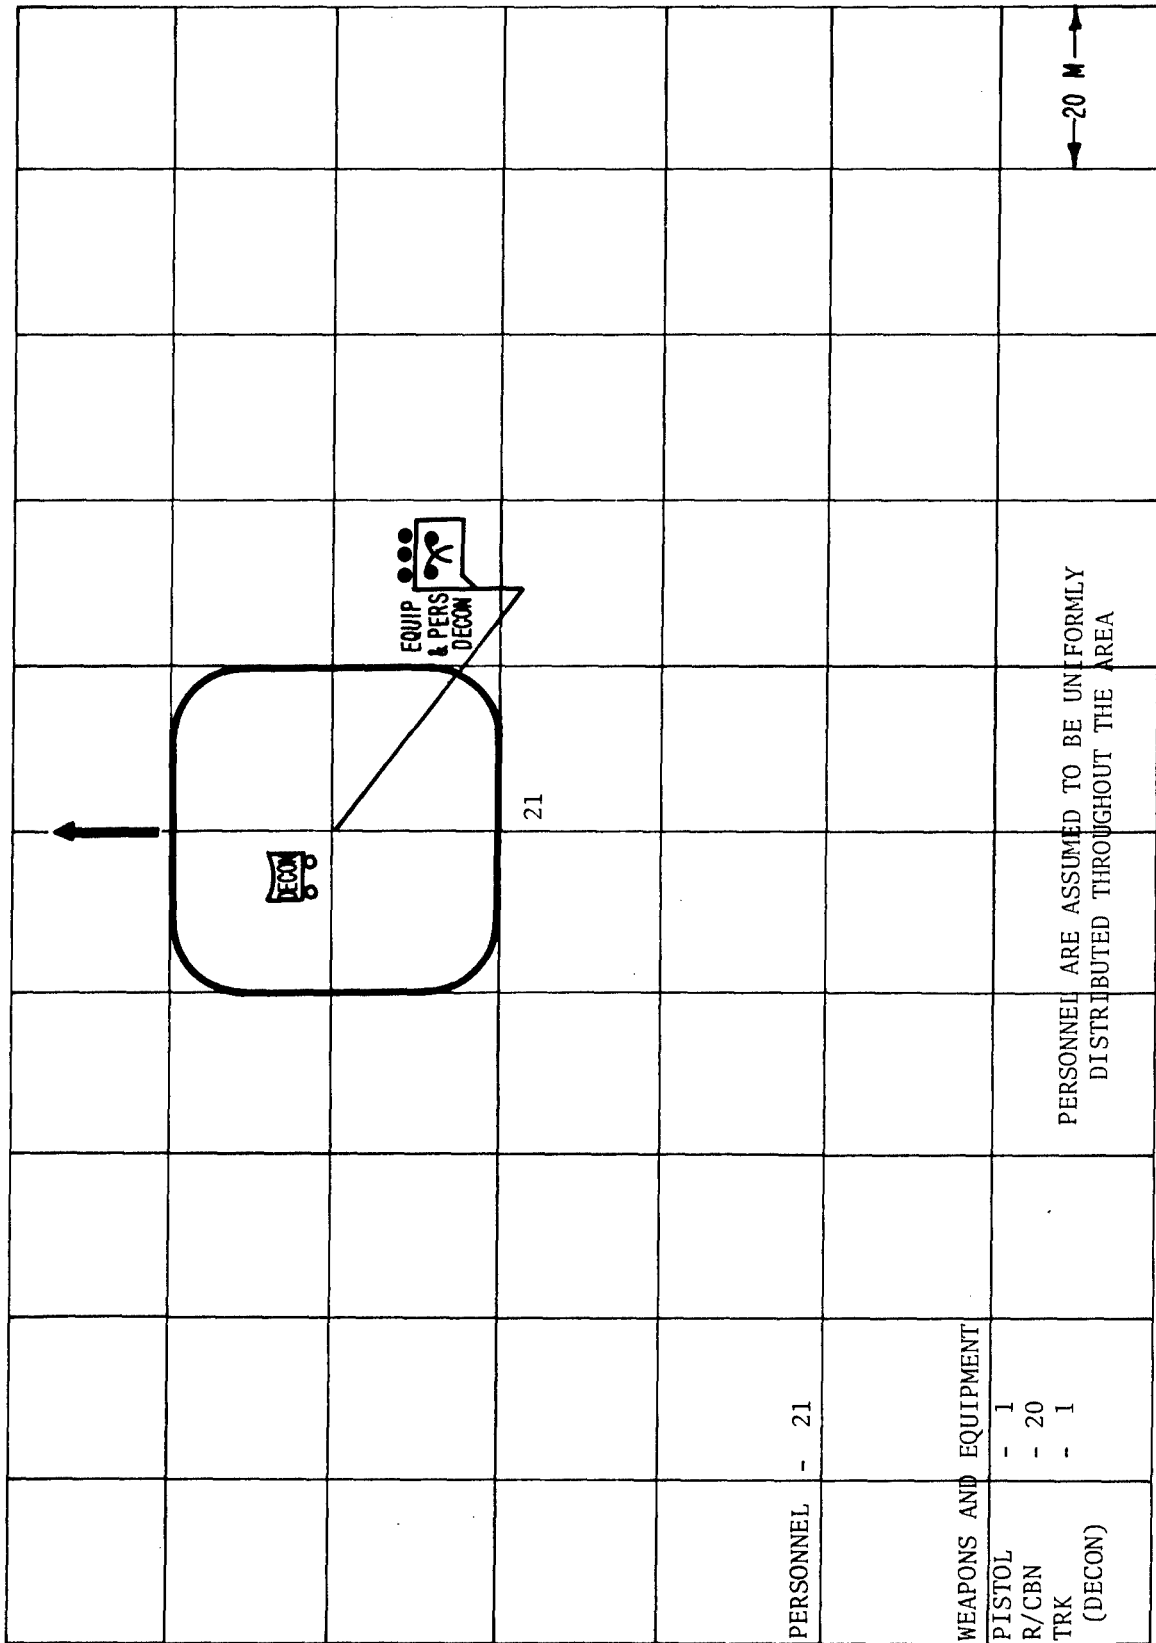 DECON
EQUIP
& PERS
DECON
21
PERSONNEL - 21
WEAPONS AND EQUIPMENT
PISTOL - 1
R/CBN - 20
TRK - 1
(DECON)
PERSONNEL ARE ASSUMED TO BE UNIFORMLY
DISTRIBUTED THROUGHOUT THE AREA
20 M